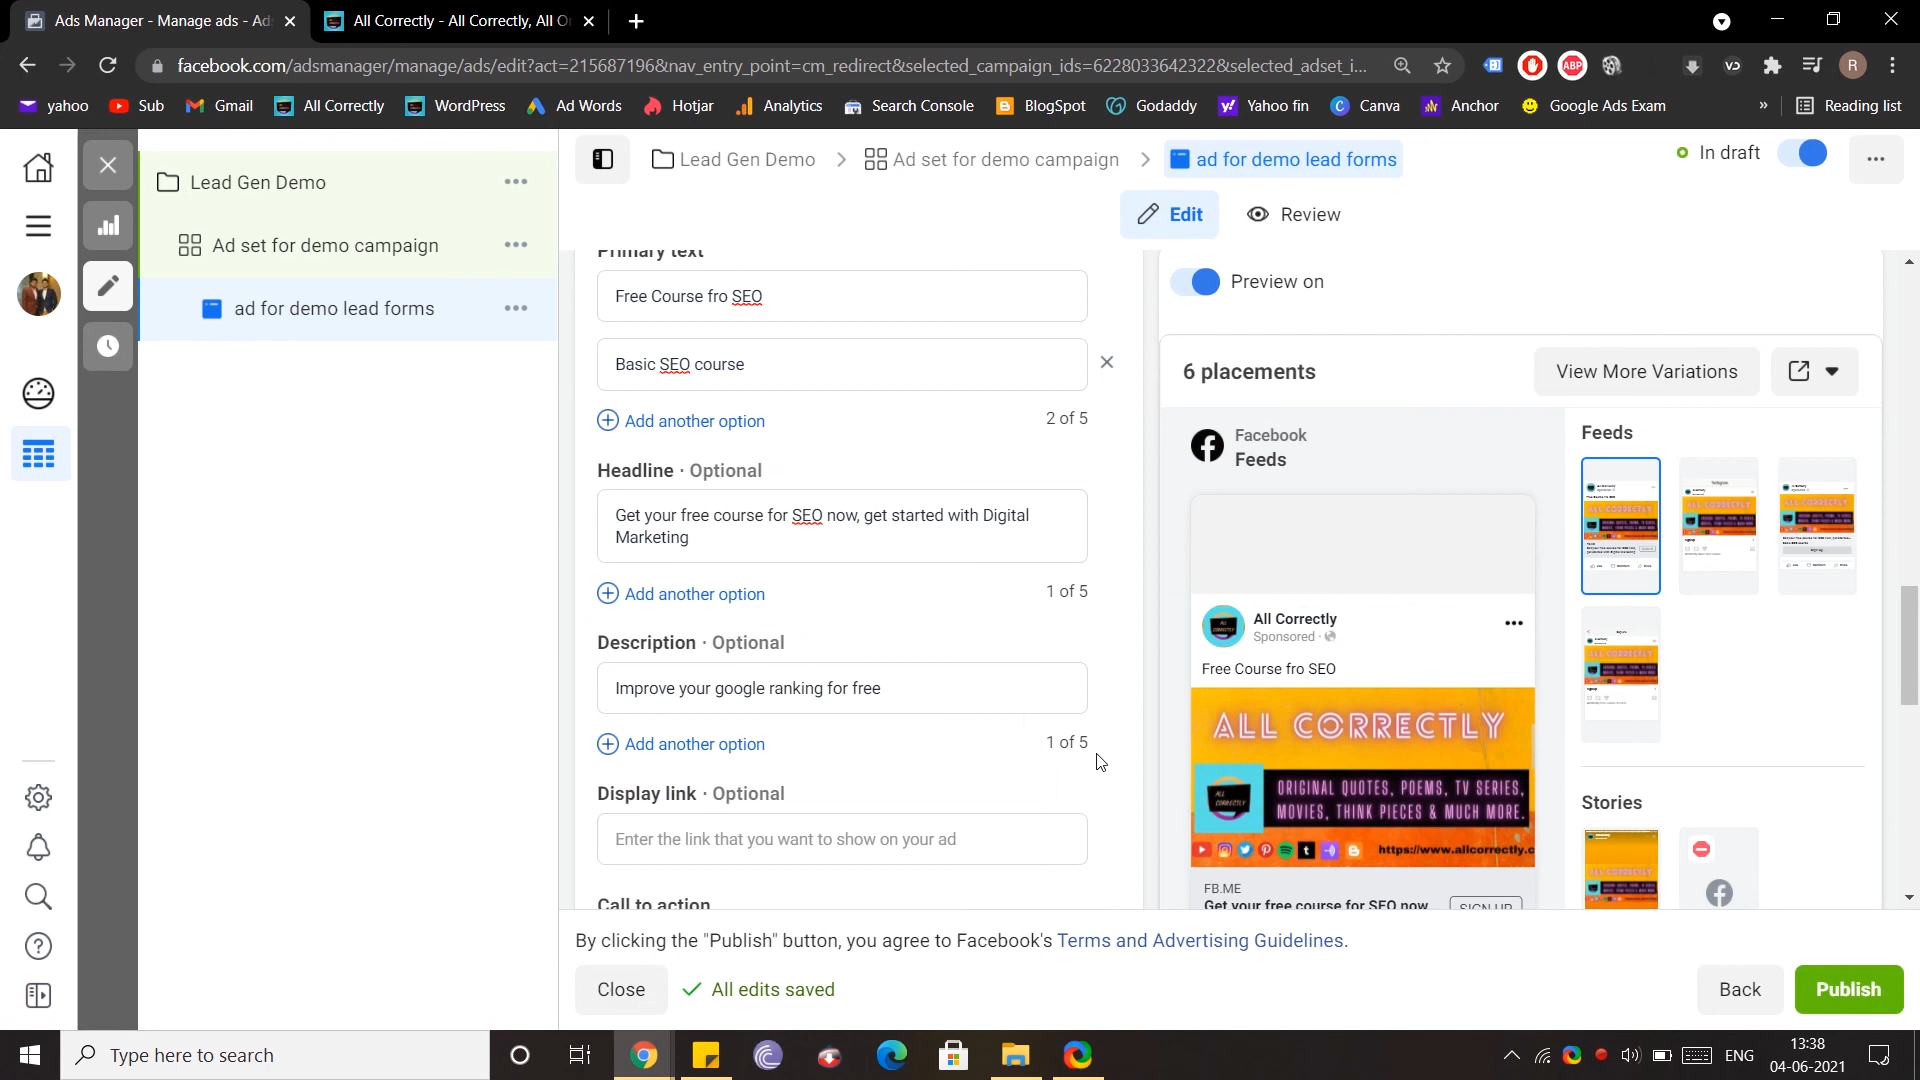 Ads Manager - Manage ads - Ad
All Correctly - All Correctly, All O
facebook.com/adsmanager/manage/ads/edit?act=215687196&nav_entry_point=cm_redirect&selected_campaign_ids=6228033642322&selected_adset_i...
R
yahoo
Sub
Gmail
All Correctly
WordPress
Ad Words
Hotjar
Analytics
Search Console
BlogSpot
Godaddy
Yahoo fin
Canva
Anchor
Google Ads Exam
»
Reading list
Lead Gen Demo
Ad set for demo campaign
ad for demo lead forms
Lead Gen Demo
Ad set for demo campaign
ad for demo lead forms
In draft
Edit
Review
Primary text
Free Course fro SEO
Basic SEO course
Add another option
2 of 5
Headline · Optional
Get your free course for SEO now, get started with Digital
Marketing
Add another option
1 of 5
Description · Optional
Improve your google ranking for free
Add another option
1 of 5
Display link · Optional
Enter the link that you want to show on your ad
Call to action
Preview on
6 placements
View More Variations
Facebook
Feeds
All Correctly
Sponsored ·
Free Course fro SEO
ALL CORRECTLY
ALL
CORRECTLY
ORIGINAL QUOTES, POEMS, TV SERIES,
MOVIES, THINK PIECES & MUCH MORE.
https://www.allcorrectly.c
FB.ME
Get your free course for SEO now
SIGN UP
Feeds
Stories
By clicking the "Publish" button, you agree to Facebook's Terms and Advertising Guidelines.
Close
All edits saved
Back
Publish
Type here to search
ENG
13:38
04-06-2021